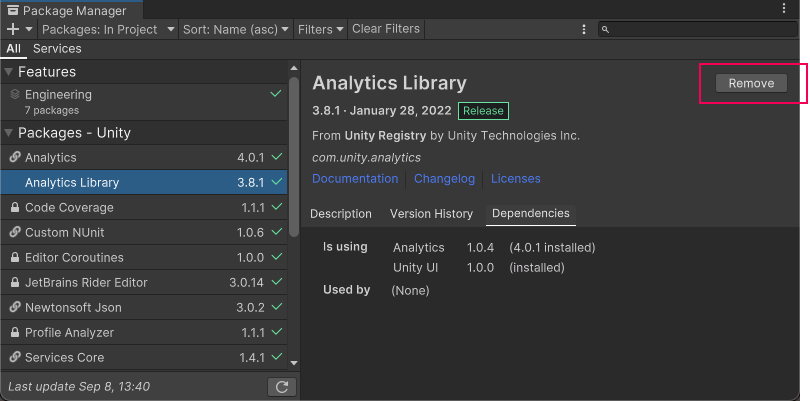 Package Manager
Packages: In Project Sort: Name (asc) Filters Clear Filters
All Services
Features
Engineering
7 packages
Packages - Unity
Analytics 4.0.1
Analytics Library 3.8.1
Code Coverage 1.1.1
Custom NUnit 1.0.6
Editor Coroutines 1.0.0
JetBrains Rider Editor 3.0.14
Newtonsoft Json 3.0.2
Profile Analyzer 1.1.1
Services Core 1.4.1
Last update Sep 8, 13:40
Analytics Library
Remove
3.8.1 · January 28, 2022 Release
From Unity Registry by Unity Technologies Inc.
com.unity.analytics
Documentation Changelog Licenses
Description Version History Dependencies
Is using Analytics 1.0.4 (4.0.1 installed)
Unity UI 1.0.0 (installed)
Used by (None)